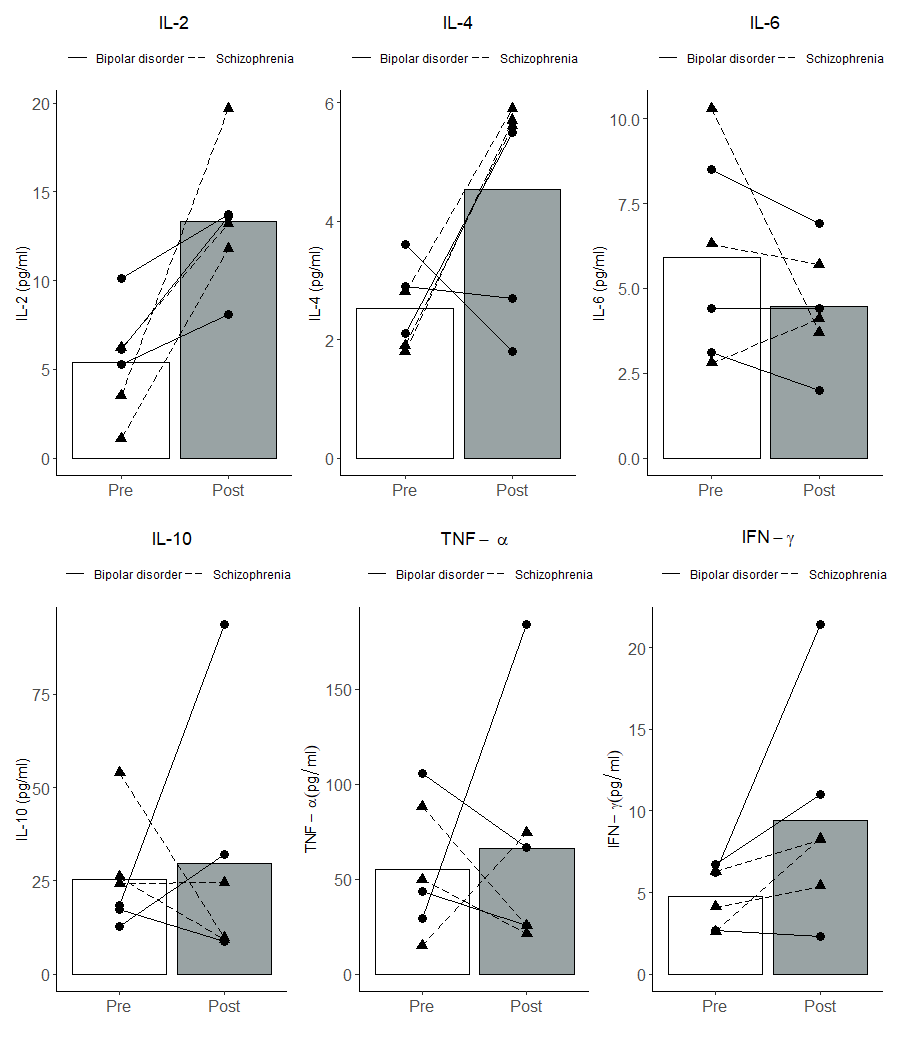 IL-2
Bipolar disorder Schizophrenia
IL-2 (pg/ml)
20
15
10
5
0
Pre Post
IL-4
Bipolar disorder Schizophrenia
IL-4 (pg/ml)
6
4
2
0
Pre Post
IL-6
Bipolar disorder Schizophrenia
IL-6 (pg/ml)
10.0
7.5
5.0
2.5
0.0
Pre Post
IL-10
Bipolar disorder Schizophrenia
IL-10 (pg/ml)
75
50
25
0
Pre Post
TNF − α
Bipolar disorder Schizophrenia
TNF − α(pg/ ml)
150
100
50
0
Pre Post
IFN − γ
Bipolar disorder Schizophrenia
IFN − γ(pg/ ml)
20
15
10
5
0
Pre Post